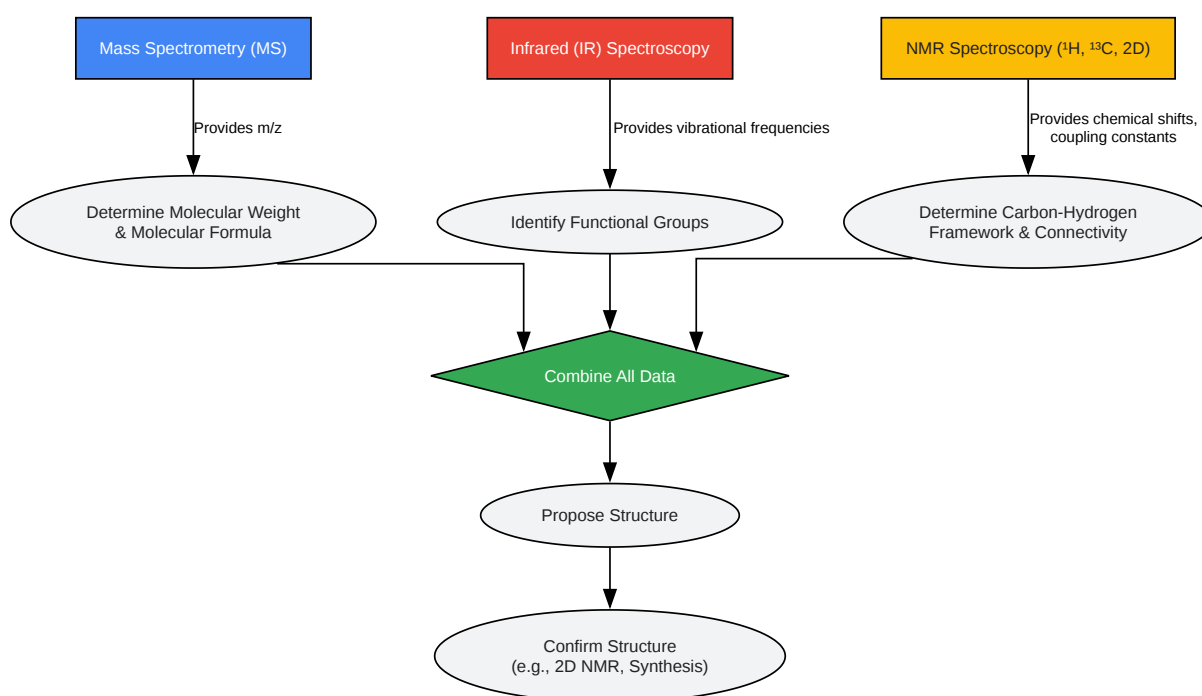 Mass Spectrometry (MS)
Infrared (IR) Spectroscopy
NMR Spectroscopy (¹H, ¹³C, 2D)
Provides m/z
Provides vibrational frequencies
Provides chemical shifts,
coupling constants
Determine Molecular Weight
& Molecular Formula
Identify Functional Groups
Determine Carbon-Hydrogen
Framework & Connectivity
Combine All Data
Propose Structure
Confirm Structure
(e.g., 2D NMR, Synthesis)